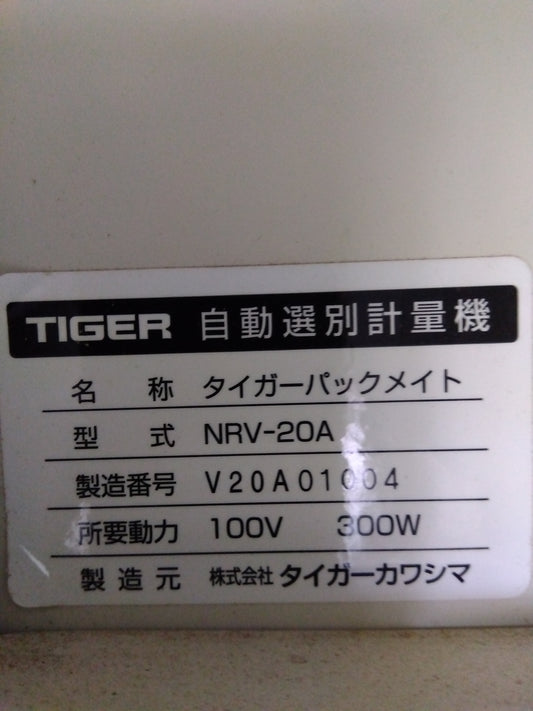 TIGER 自動選別計量機
名称 タイガーパックメイト
型式 NRV-20A
製造番号 V20A01004
所要動力 100V 300W
製造元 株式会社 タイガーカワシマ